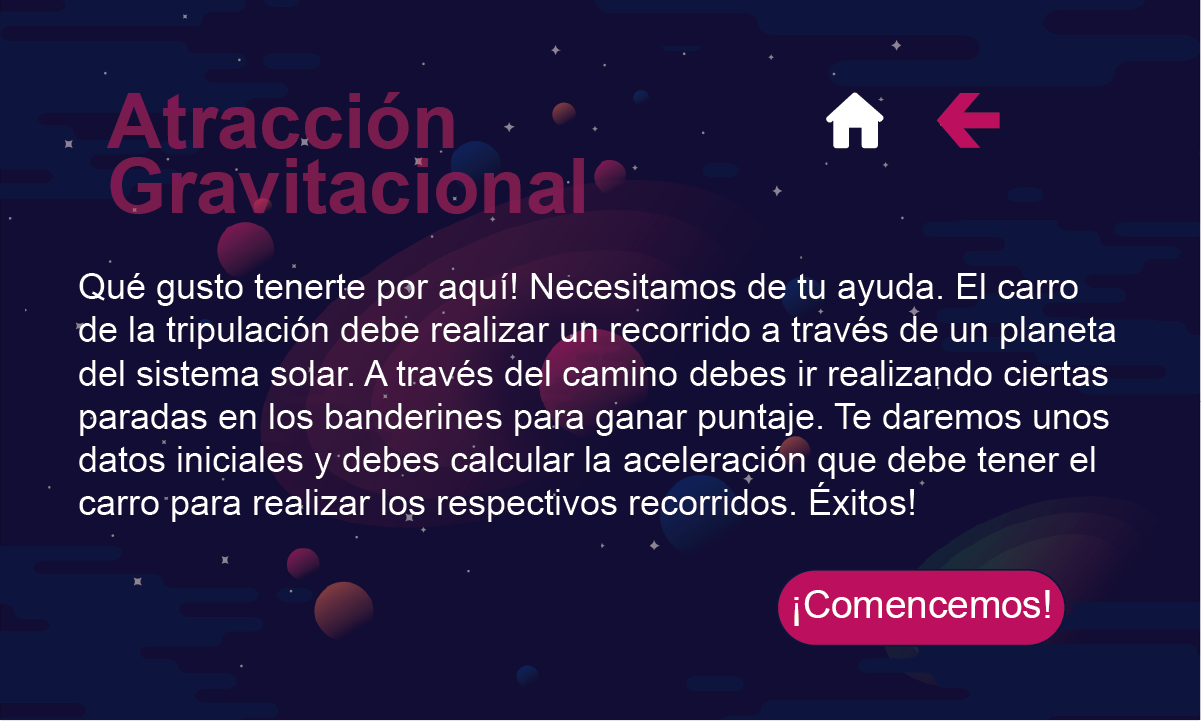 Atracción
Gravitacional
Qué gusto tenerte por aquí! Necesitamos de tu ayuda. El carro
de la tripulación debe realizar un recorrido a través de un planeta
del sistema solar. A través del camino debes ir realizando ciertas
paradas en los banderines para ganar puntaje. Te daremos unos
datos iniciales y debes calcular la aceleración que debe tener el
carro para realizar los respectivos recorridos. Éxitos!
¡Comencemos!